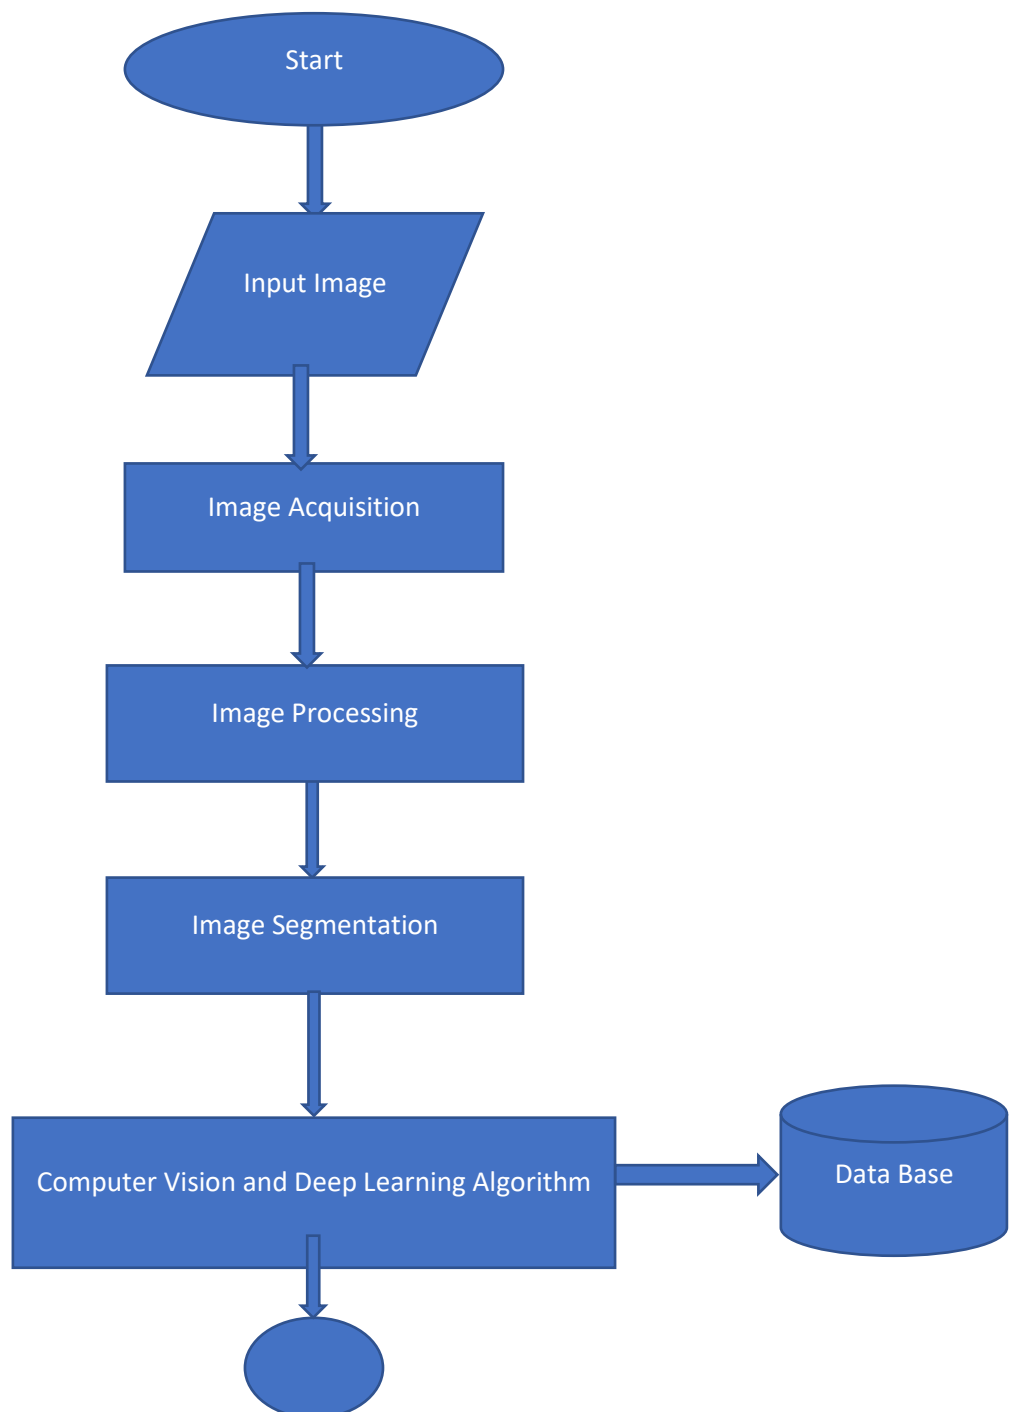 Start
Input Image
Image Acquisition
Image Processing
Image Segmentation
Computer Vision and Deep Learning Algorithm
Data Base